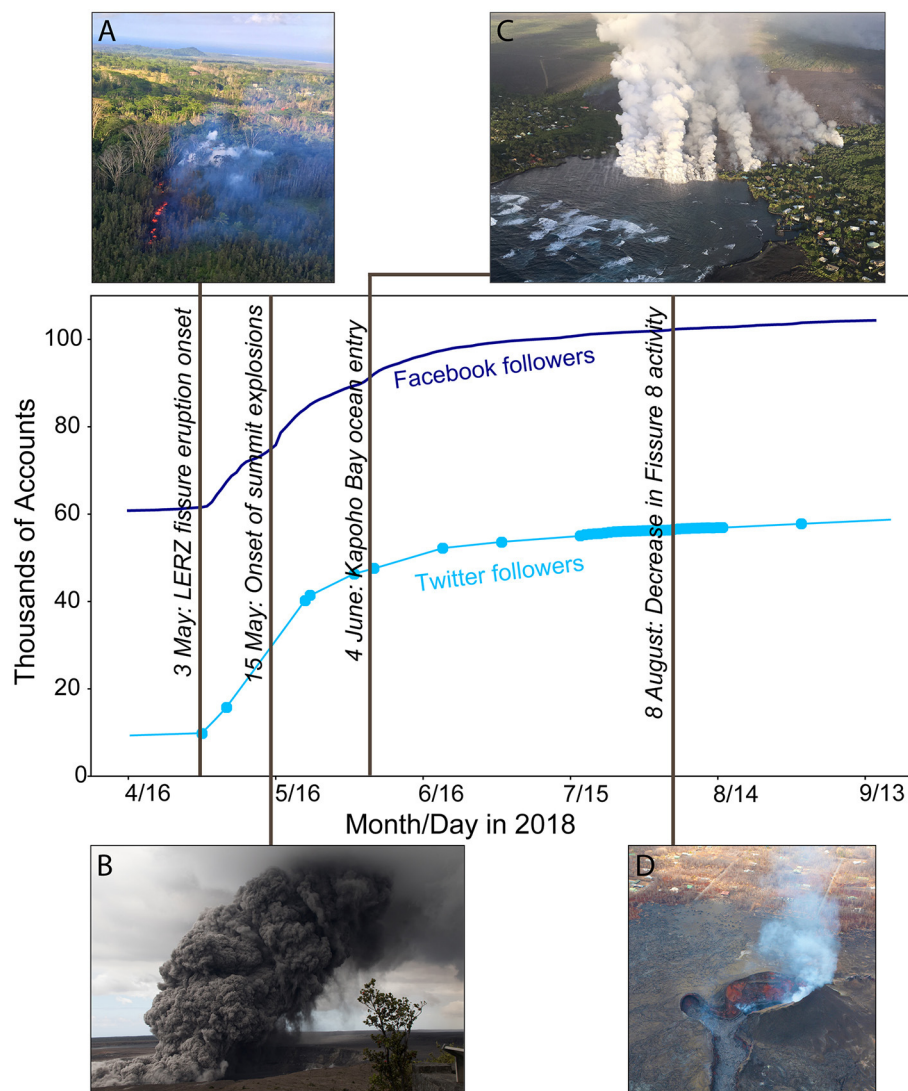 A
C
3 May: LERZ fissure eruption onset
15 May: Onset of summit explosions
4 June: Kapoho Bay ocean entry
8 August: Decrease in Fissure 8 activity
Facebook followers
Twitter followers
Thousands of Accounts
100
80
60
40
20
0
4/16
5/16
6/16
7/15
8/14
9/13
Month/Day in 2018
B
D